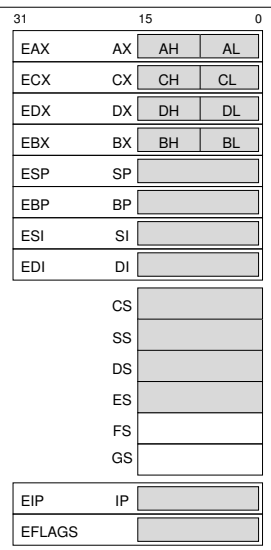 31 15 0
EAX AX AH AL
ECX CX CH CL
EDX DX DH DL
EBX BX BH BL
ESP SP
EBP BP
ESI SI
EDI DI
CS
SS
DS
ES
FS
GS
EIP IP
EFLAGS